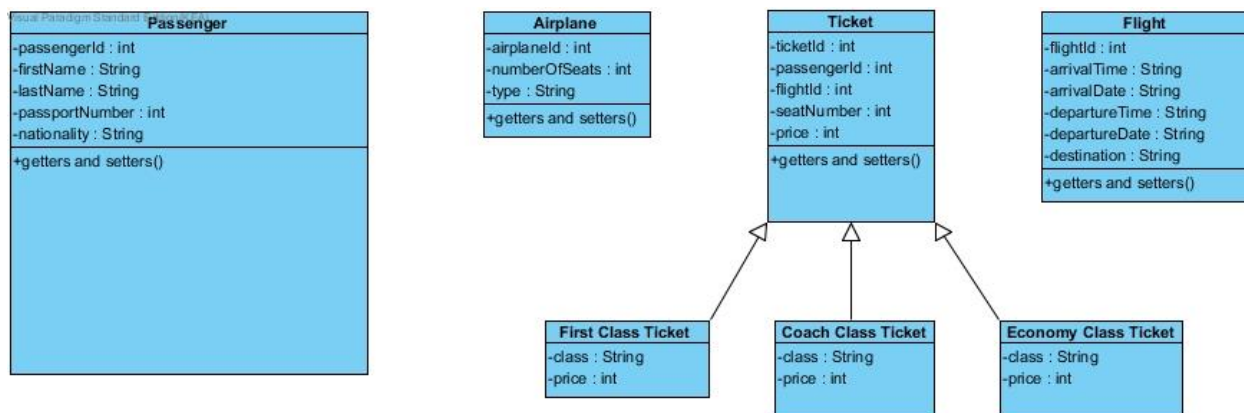 Visual Paradigm Standard Edition(KEA)
Passenger
-passengerId : int
-firstName : String
-lastName : String
-passportNumber : int
-nationality : String
+getters and setters()
Airplane
-airplaneId : int
-numberOfSeats : int
-type : String
+getters and setters()
Ticket
-ticketId : int
-passengerId : int
-flightId : int
-seatNumber : int
-price : int
+getters and setters()
Flight
-flightId : int
-arrivalTime : String
-arrivalDate : String
-departureTime : String
-departureDate : String
-destination : String
+getters and setters()
First Class Ticket
-class : String
-price : int
Coach Class Ticket
-class : String
-price : int
Economy Class Ticket
-class : String
-price : int